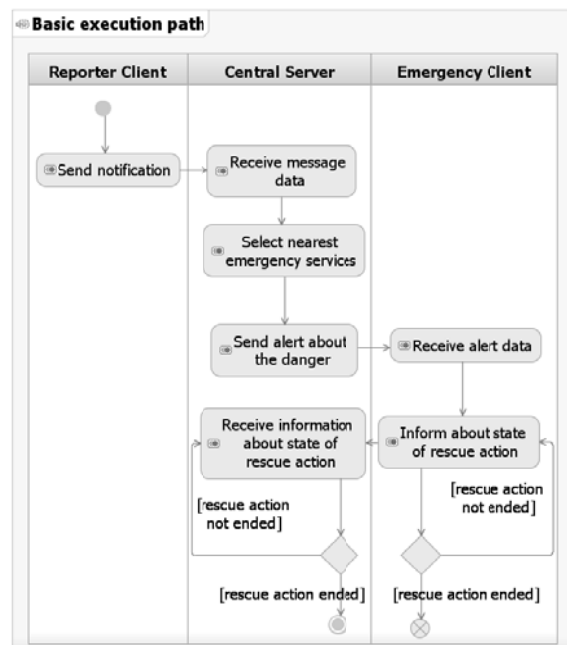 Basic execution path
Reporter Client
Central Server
Emergency Client
Send notification
Receive message
data
Select nearest
emergency services
Send alert about
the danger
Receive alert data
Receive information
about state of
rescue action
Inform about state
of rescue action
[rescue action
not ended]
[rescue action
not ended]
[rescue action ended]
[rescue action ended]